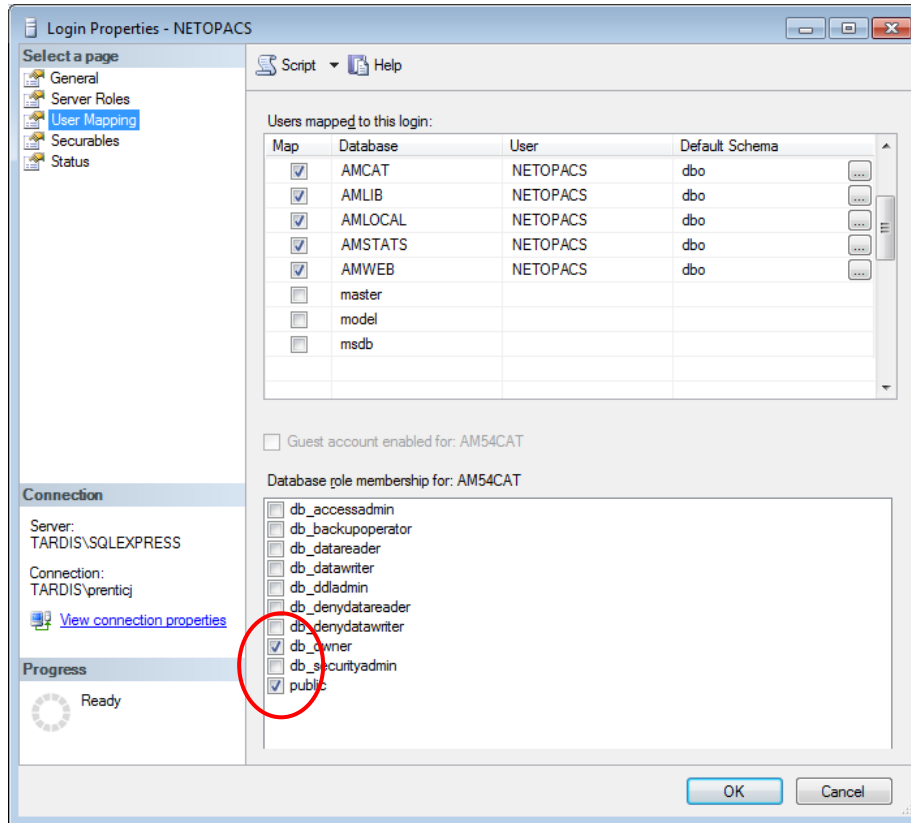 Login Properties - NETOPACS
Select a page
General
Server Roles
User Mapping
Securables
Status
Script Help
Users mapped to this login:
Map Database User Default Schema
AMCAT NETOPACS dbo ...
AMLIB NETOPACS dbo ...
AMLOCAL NETOPACS dbo ...
AMSTATS NETOPACS dbo ...
AMWEB NETOPACS dbo ...
master
model
msdb
Guest account enabled for: AM54CAT
Database role membership for: AM54CAT
db_accessadmin
db_backupoperator
db_datareader
db_datawriter
db_ddladmin
db_denydatareader
db_denydatawriter
db_owner
db_securityadmin
public
Connection
Server:
TARDIS\SQLEXPRESS
Connection:
TARDIS\prenticj
View connection properties
Progress
Ready
OK Cancel